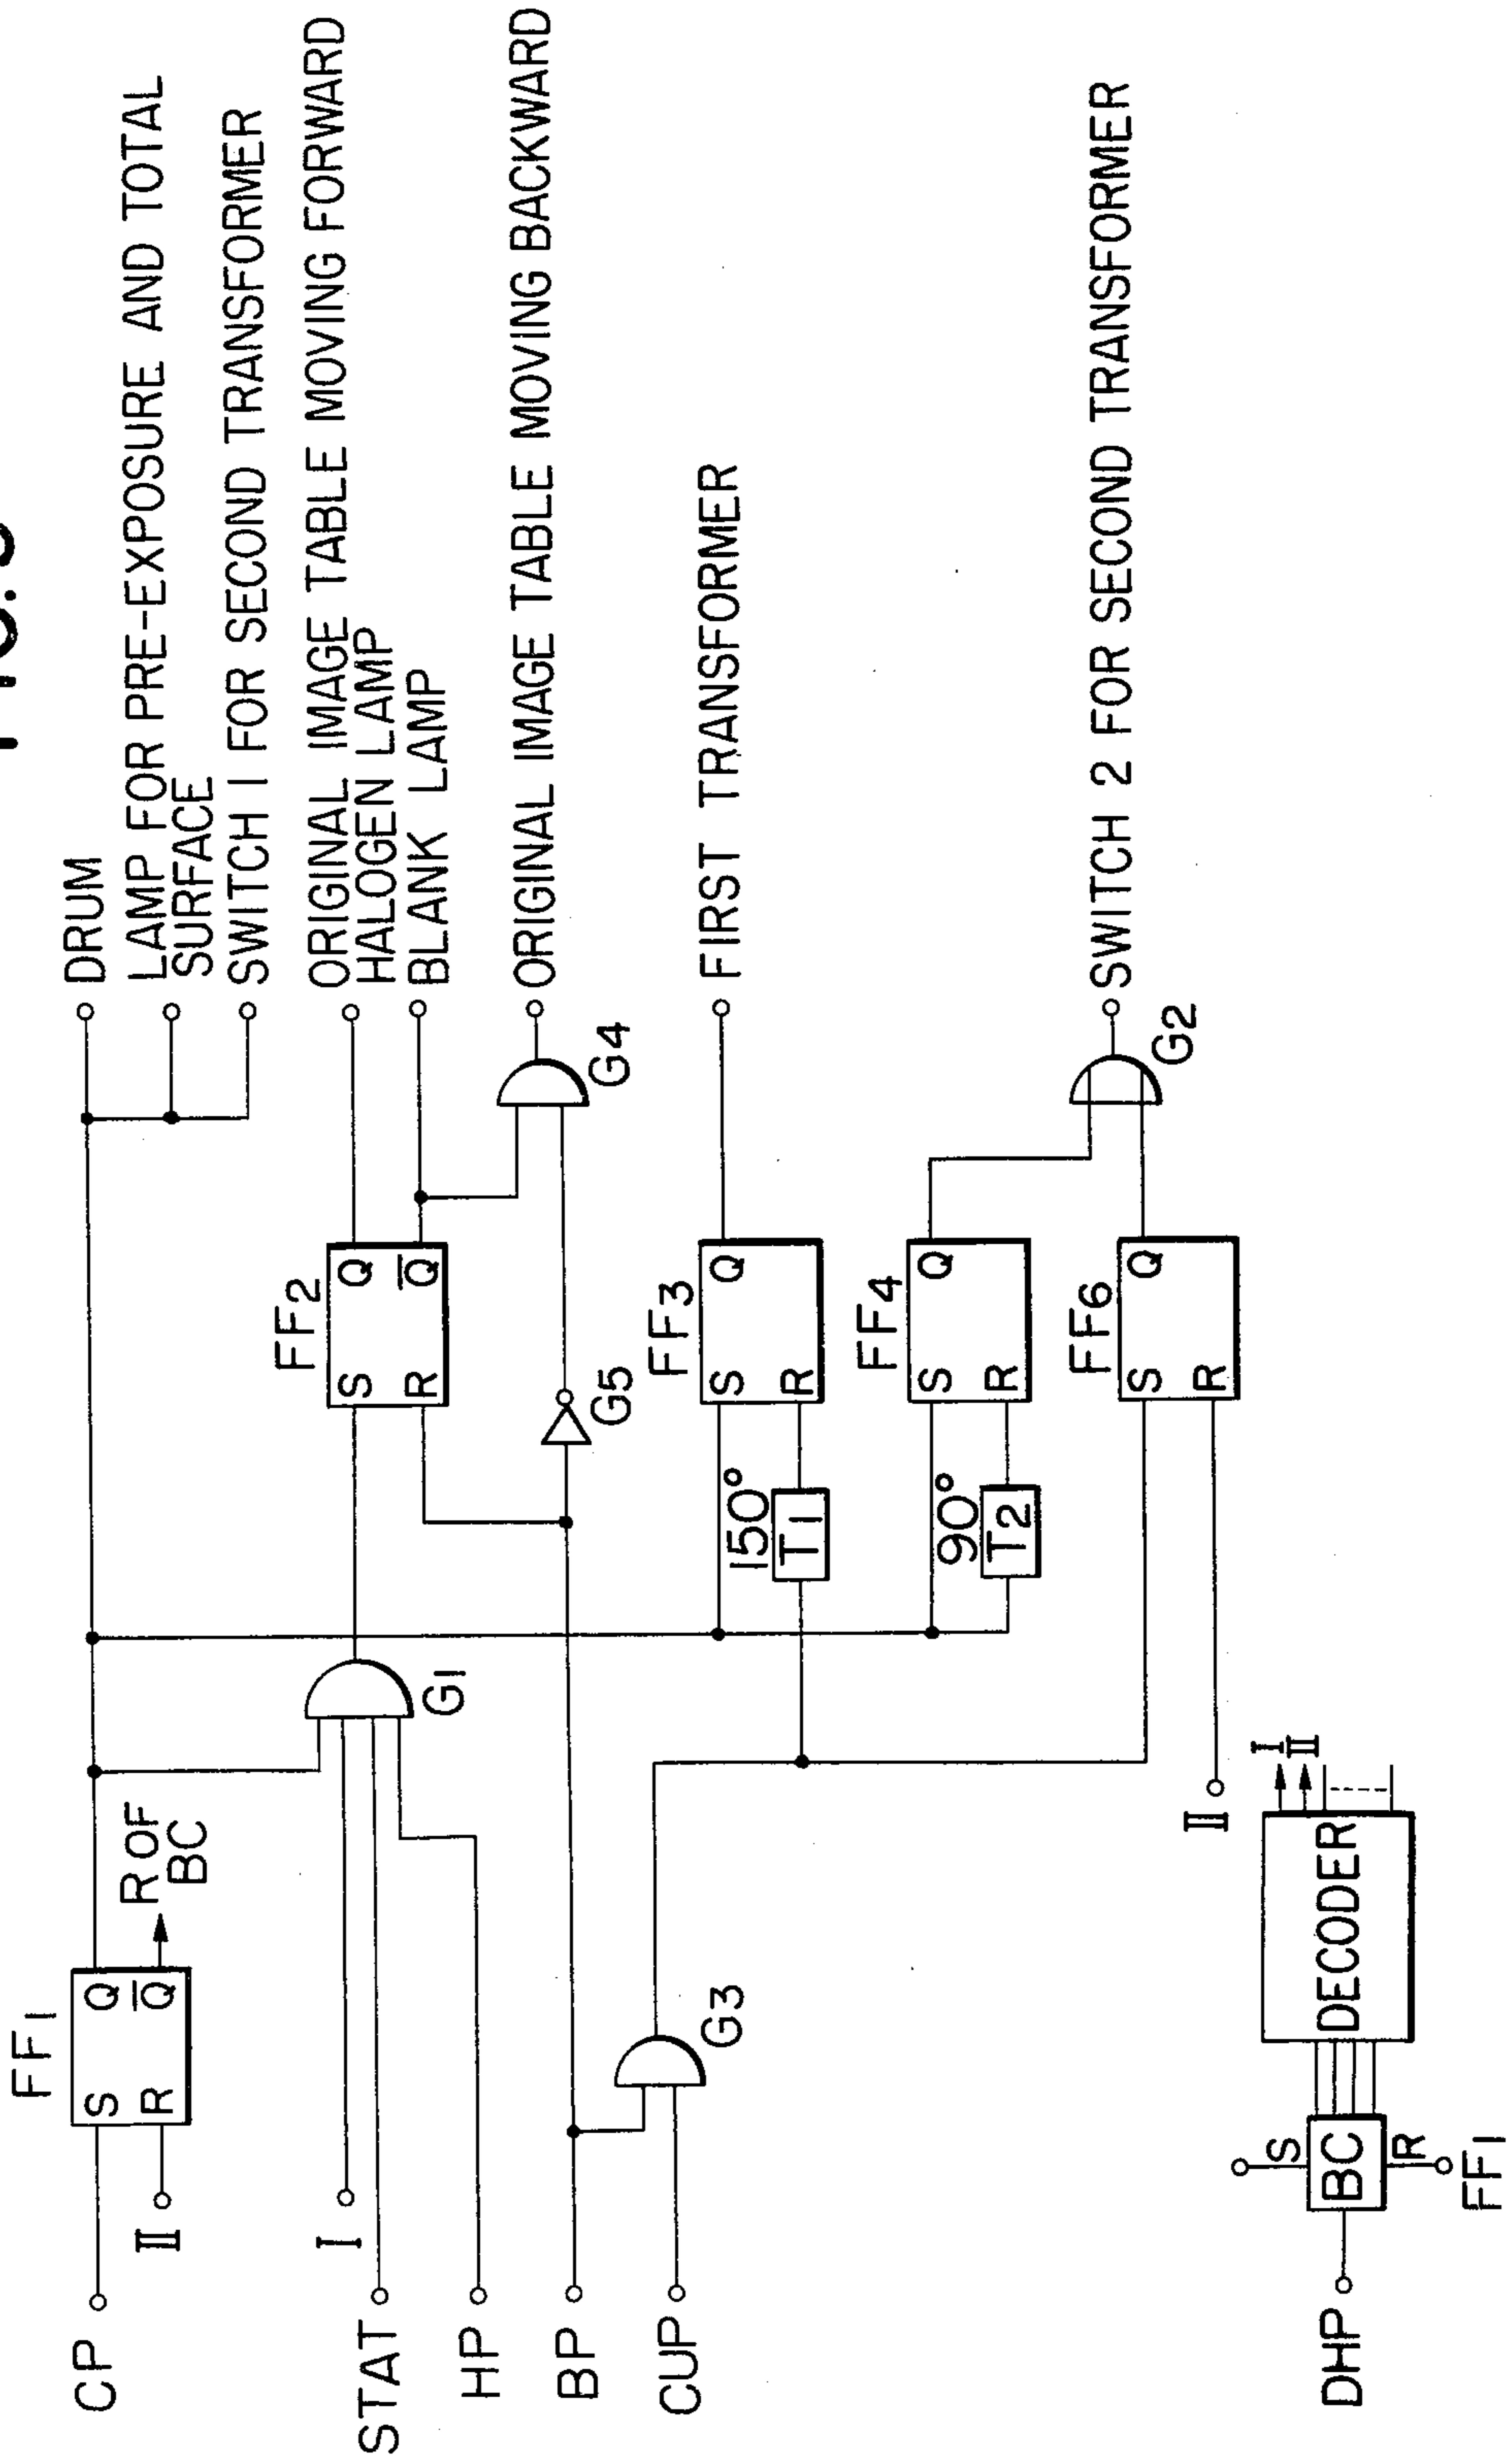 DRUM
LAMP FOR PRE-EXPOSURE AND TOTAL
SURFACE
SWITCH 1 FOR SECOND TRANSFORMER
ORIGINAL IMAGE TABLE MOVING FORWARD
HALOGEN LAMP
BLANK LAMP
ORIGINAL IMAGE TABLE MOVING BACKWARD
FIRST TRANSFORMER
SWITCH 2 FOR SECOND TRANSFORMER
CP
II
FF1
S
R
Q
Q̅
R OF
BC
I
STAT
HP
BP
CUP
G1
G3
FF2
S
R
Q
Q̅
G5
G4
150°
T1
FF3
S
R
Q
90°
T2
FF4
S
R
Q
FF6
S
R
Q
G2
II
DHP
S
BC
R
FF1
DECODER
I
II